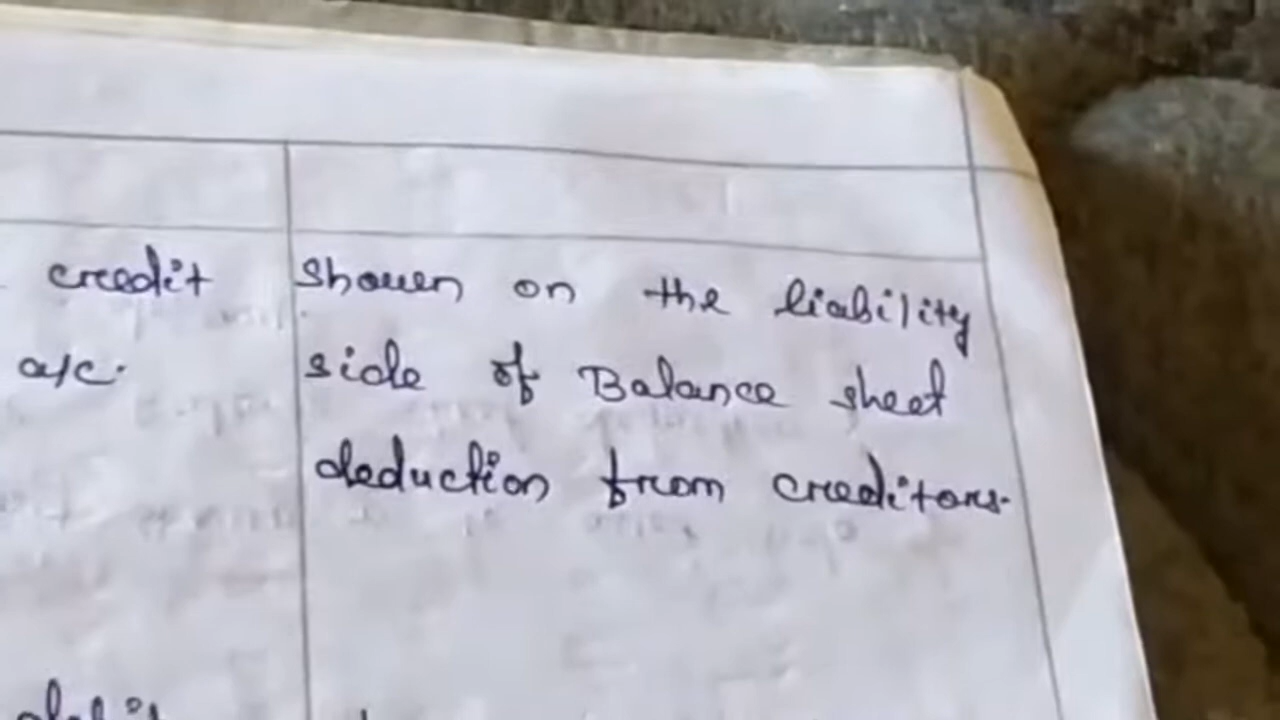 credit
a/c.
shown on the liability
side of Balance sheet
deduction from creditors.